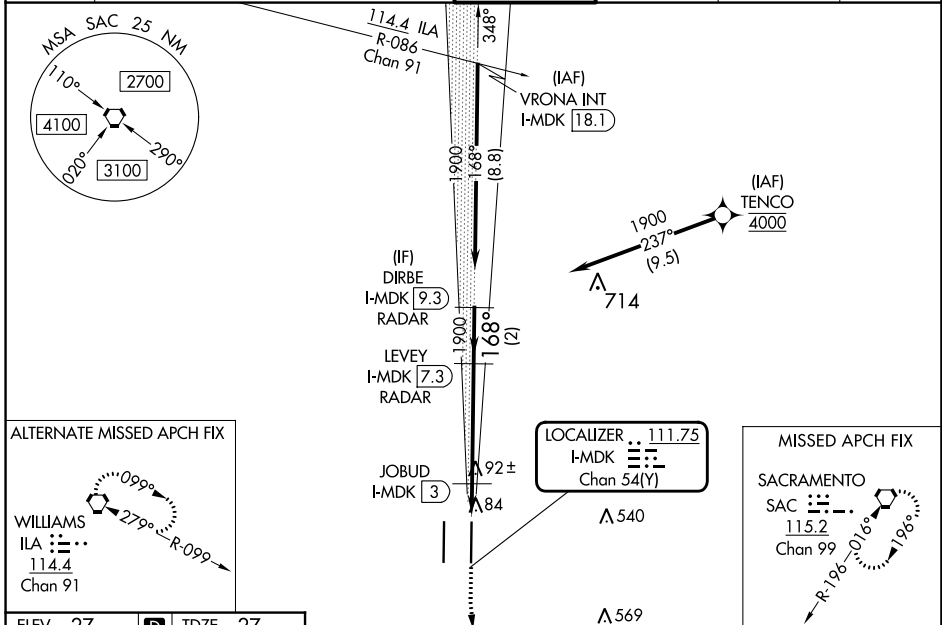 MSA SAC 25 NM
110°
2700
4100
020°
3100
290°
114.4 ILA
R-086
Chan 91
348°
(IAF)
VRONA INT
I-MDK 18.1
1900
168°
(8.8)
(IAF)
TENCO
4000
1900
237°
(9.5)
714
(IF)
DIRBE
I-MDK 9.3
RADAR
1900
168°
(2)
LEVEY
I-MDK 7.3
RADAR
JOBUD
I-MDK 3
92±
84
LOCALIZER 111.75
I-MDK
Chan 54(Y)
540
569
ALTERNATE MISSED APCH FIX
099°
WILLIAMS
ILA
114.4
Chan 91
279°
R-099
MISSED APCH FIX
SACRAMENTO
SAC
115.2
Chan 99
R-196
016°
196°
ELEV 27 D TDZE 27